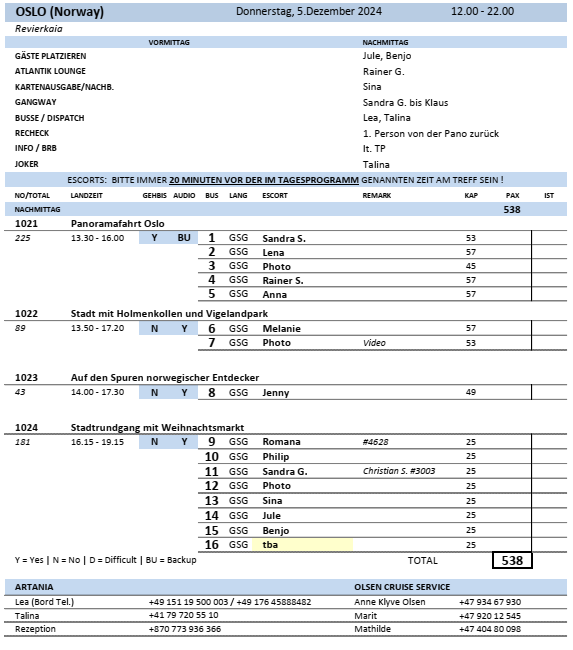 OSLO (Norway) Donnerstag, 5.Dezember 2024 12.00 - 22.00
Revierkaia
VORMITTAG NACHMITTAG
GÄSTE PLATZIEREN Jule, Benjo
ATLANTIK LOUNGE Rainer G.
KARTENAUSGABE/NACHB. Sina
GANGWAY Sandra G. bis Klaus
BUSSE / DISPATCH Lea, Talina
RECHECK 1. Person von der Pano zurück
INFO / BRB lt. TP
JOKER Talina
ESCORTS: BITTE IMMER 20 MINUTEN VOR DER IM TAGESPROGRAMM GENANNTEN ZEIT AM TREFF SEIN !
NO/TOTAL LANDZEIT GEHBIS AUDIO BUS LANG ESCORT REMARK KAP PAX IST
NACHMITTAG 538
1021 Panoramafahrt Oslo
225 13.30 - 16.00 Y BU 1 GSG Sandra S. 53
2 GSG Lena 57
3 GSG Photo 45
4 GSG Rainer S. 57
5 GSG Anna 57
1022 Stadt mit Holmenkollen und Vigelandpark
89 13.50 - 17.20 N Y 6 GSG Melanie 57
7 GSG Photo Video 53
1023 Auf den Spuren norwegischer Entdecker
43 14.00 - 17.30 N Y 8 GSG Jenny 49
1024 Stadtrundgang mit Weihnachtsmarkt
181 16.15 - 19.15 N Y 9 GSG Romana #4628 25
10 GSG Philip 25
11 GSG Sandra G. Christian S. #3003 25
12 GSG Photo 25
13 GSG Sina 25
14 GSG Jule 25
15 GSG Benjo 25
16 GSG tba 25
Y = Yes | N = No | D = Difficult | BU = Backup TOTAL 538
ARTANIA OLSEN CRUISE SERVICE
Lea (Bord Tel.) +49 151 19 500 003 / +49 176 45888482 Anne Klyve Olsen +47 934 67 930
Talina +41 79 720 55 10 Marit +47 920 12 545
Rezeption +870 773 936 366 Mathilde +47 404 80 098